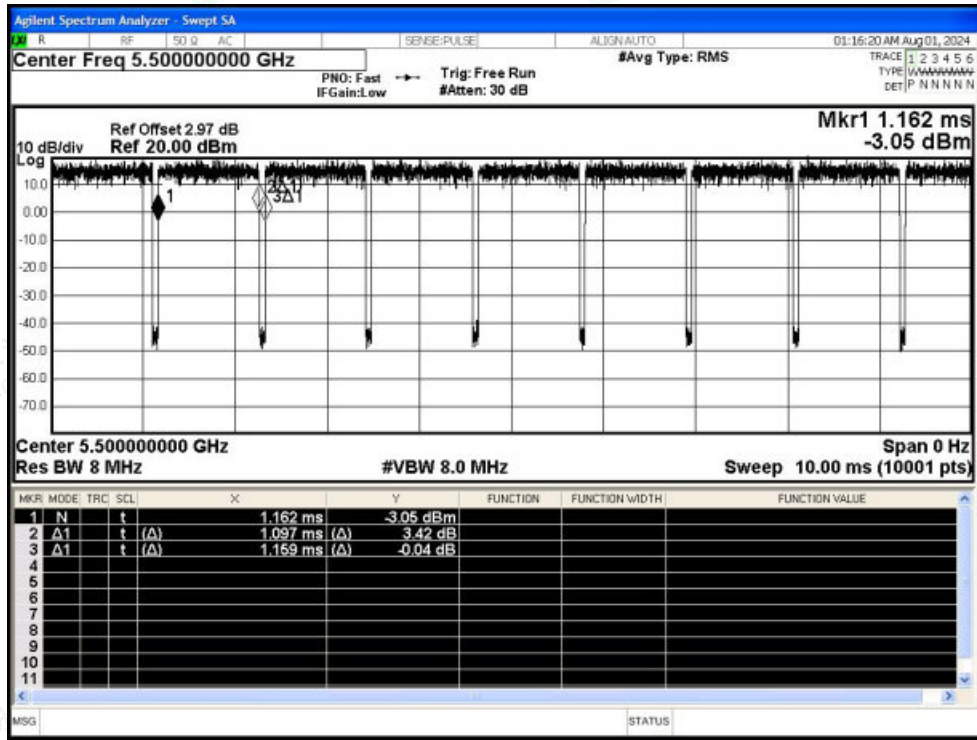 Agilent Spectrum Analyzer - Swept SA
R RF 50 Ω AC SENSE:PULSE ALIGN AUTO 01:16:20 AM Aug 01, 2024
Center Freq 5.500000000 GHz
#Avg Type: RMS
TRACE 1 2 3 4 5 6
TYPE
DET P N N N N N
PNO: Fast
IFGain:Low
Trig: Free Run
#Atten: 30 dB
Mkr1 1.162 ms
-3.05 dBm
Ref Offset 2.97 dB
10 dB/div Ref 20.00 dBm
Log
10.0
0.00
-10.0
-20.0
-30.0
-40.0
-50.0
-60.0
-70.0
1
3Δ1
Center 5.500000000 GHz Span 0 Hz
Res BW 8 MHz #VBW 8.0 MHz Sweep 10.00 ms (10001 pts)
MKR MODE TRC SCL X Y FUNCTION FUNCTION WIDTH FUNCTION VALUE
1 N t 1.162 ms -3.05 dBm
2 Δ1 t (Δ) 1.097 ms (Δ) 3.42 dB
3 Δ1 t (Δ) 1.159 ms (Δ) -0.04 dB
4
5
6
7
8
9
10
11
MSG STATUS